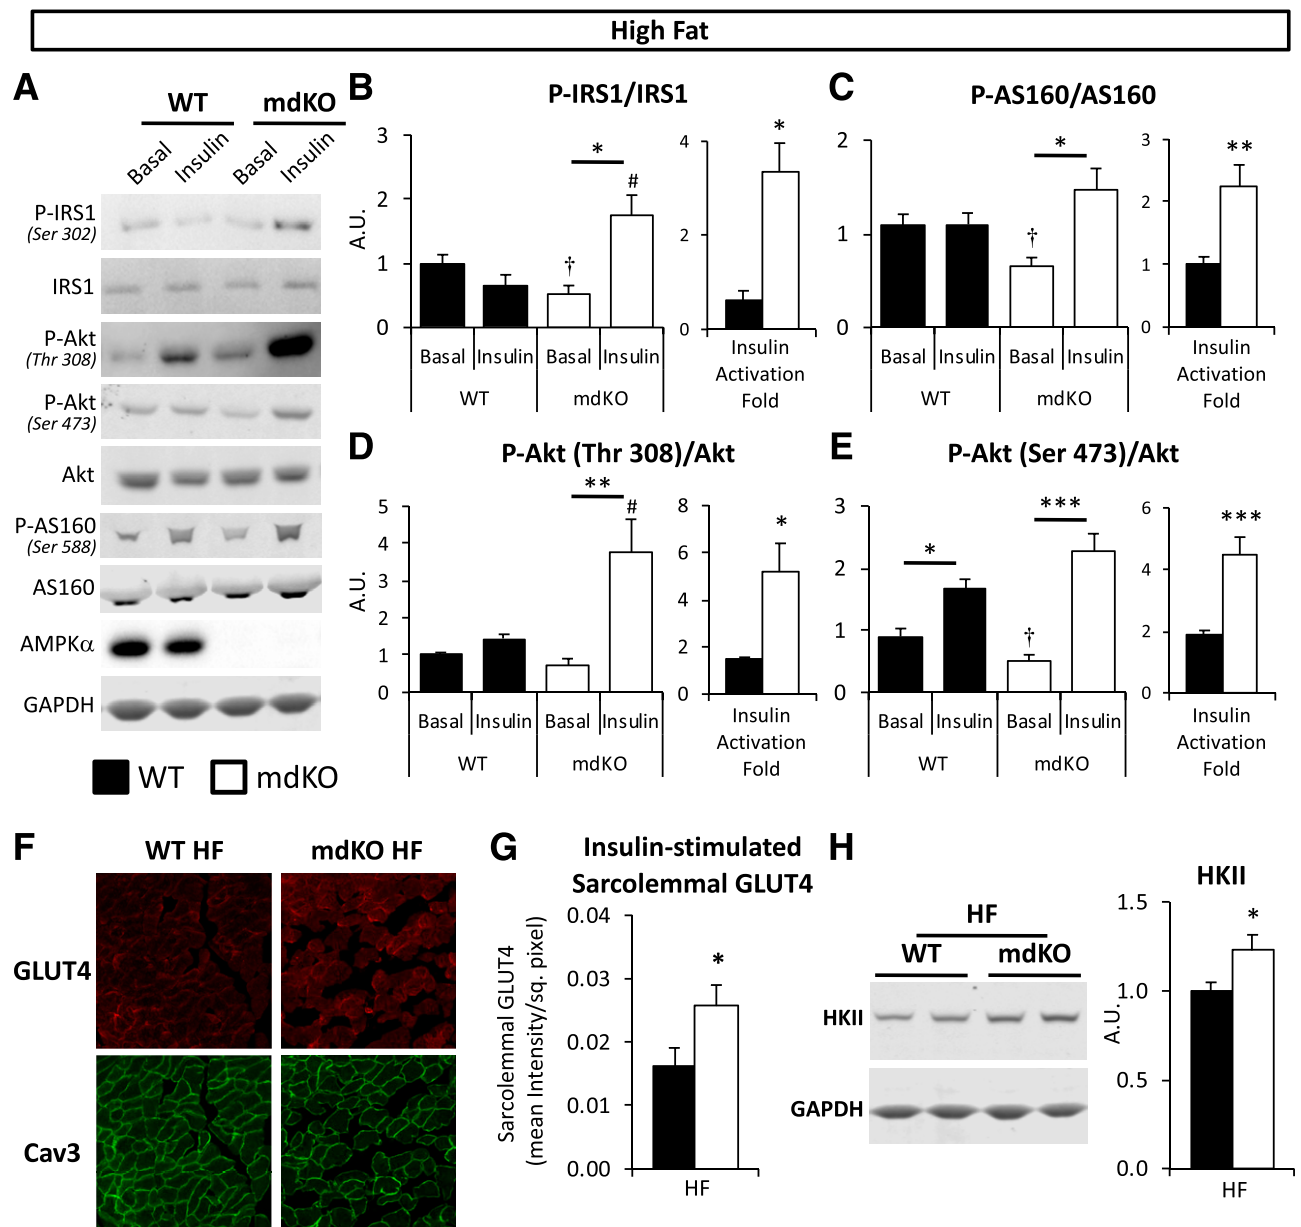 High Fat
A
WT
mdKO
Basal
Insulin
Basal
Insulin
P-IRS1
(Ser 302)
IRS1
P-Akt
(Thr 308)
P-Akt
(Ser 473)
Akt
P-AS160
(Ser 588)
AS160
AMPKα
GAPDH
WT
mdKO
B
P-IRS1/IRS1
A.U.
3
2
1
0
*
#
†
Basal Insulin Basal Insulin
WT mdKO
4
2
0
*
Insulin
Activation
Fold
C
P-AS160/AS160
2
1
0
*
†
Basal Insulin Basal Insulin
WT mdKO
3
2
1
0
**
Insulin
Activation
Fold
D
P-Akt (Thr 308)/Akt
A.U.
5
4
3
2
1
0
**
#
Basal Insulin Basal Insulin
WT mdKO
8
6
4
2
0
*
Insulin
Activation
Fold
E
P-Akt (Ser 473)/Akt
3
2
1
0
*
***
†
Basal Insulin Basal Insulin
WT mdKO
6
4
2
0
***
Insulin
Activation
Fold
F
WT HF
mdKO HF
GLUT4
Cav3
G
Insulin-stimulated
Sarcolemmal GLUT4
Sarcolemmal GLUT4
(mean Intensity/sq. pixel)
0.04
0.03
0.02
0.01
0.00
*
HF
H
HF
WT mdKO
HKII
GAPDH
HKII
A.U.
1.5
1.0
0.5
0.0
*
HF